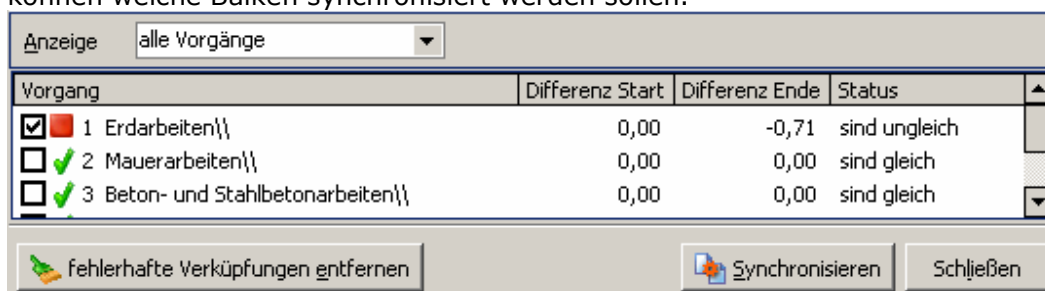 können welche Balken synchronisiert werden sollen.
Anzeige alle Vorgänge
Vorgang Differenz Start Differenz Ende Status
1 Erdarbeiten\\ 0,00 -0,71 sind ungleich
2 Mauerarbeiten\\ 0,00 0,00 sind gleich
3 Beton- und Stahlbetonarbeiten\\ 0,00 0,00 sind gleich
fehlerhafte Verküpfungen entfernen Synchronisieren Schließen